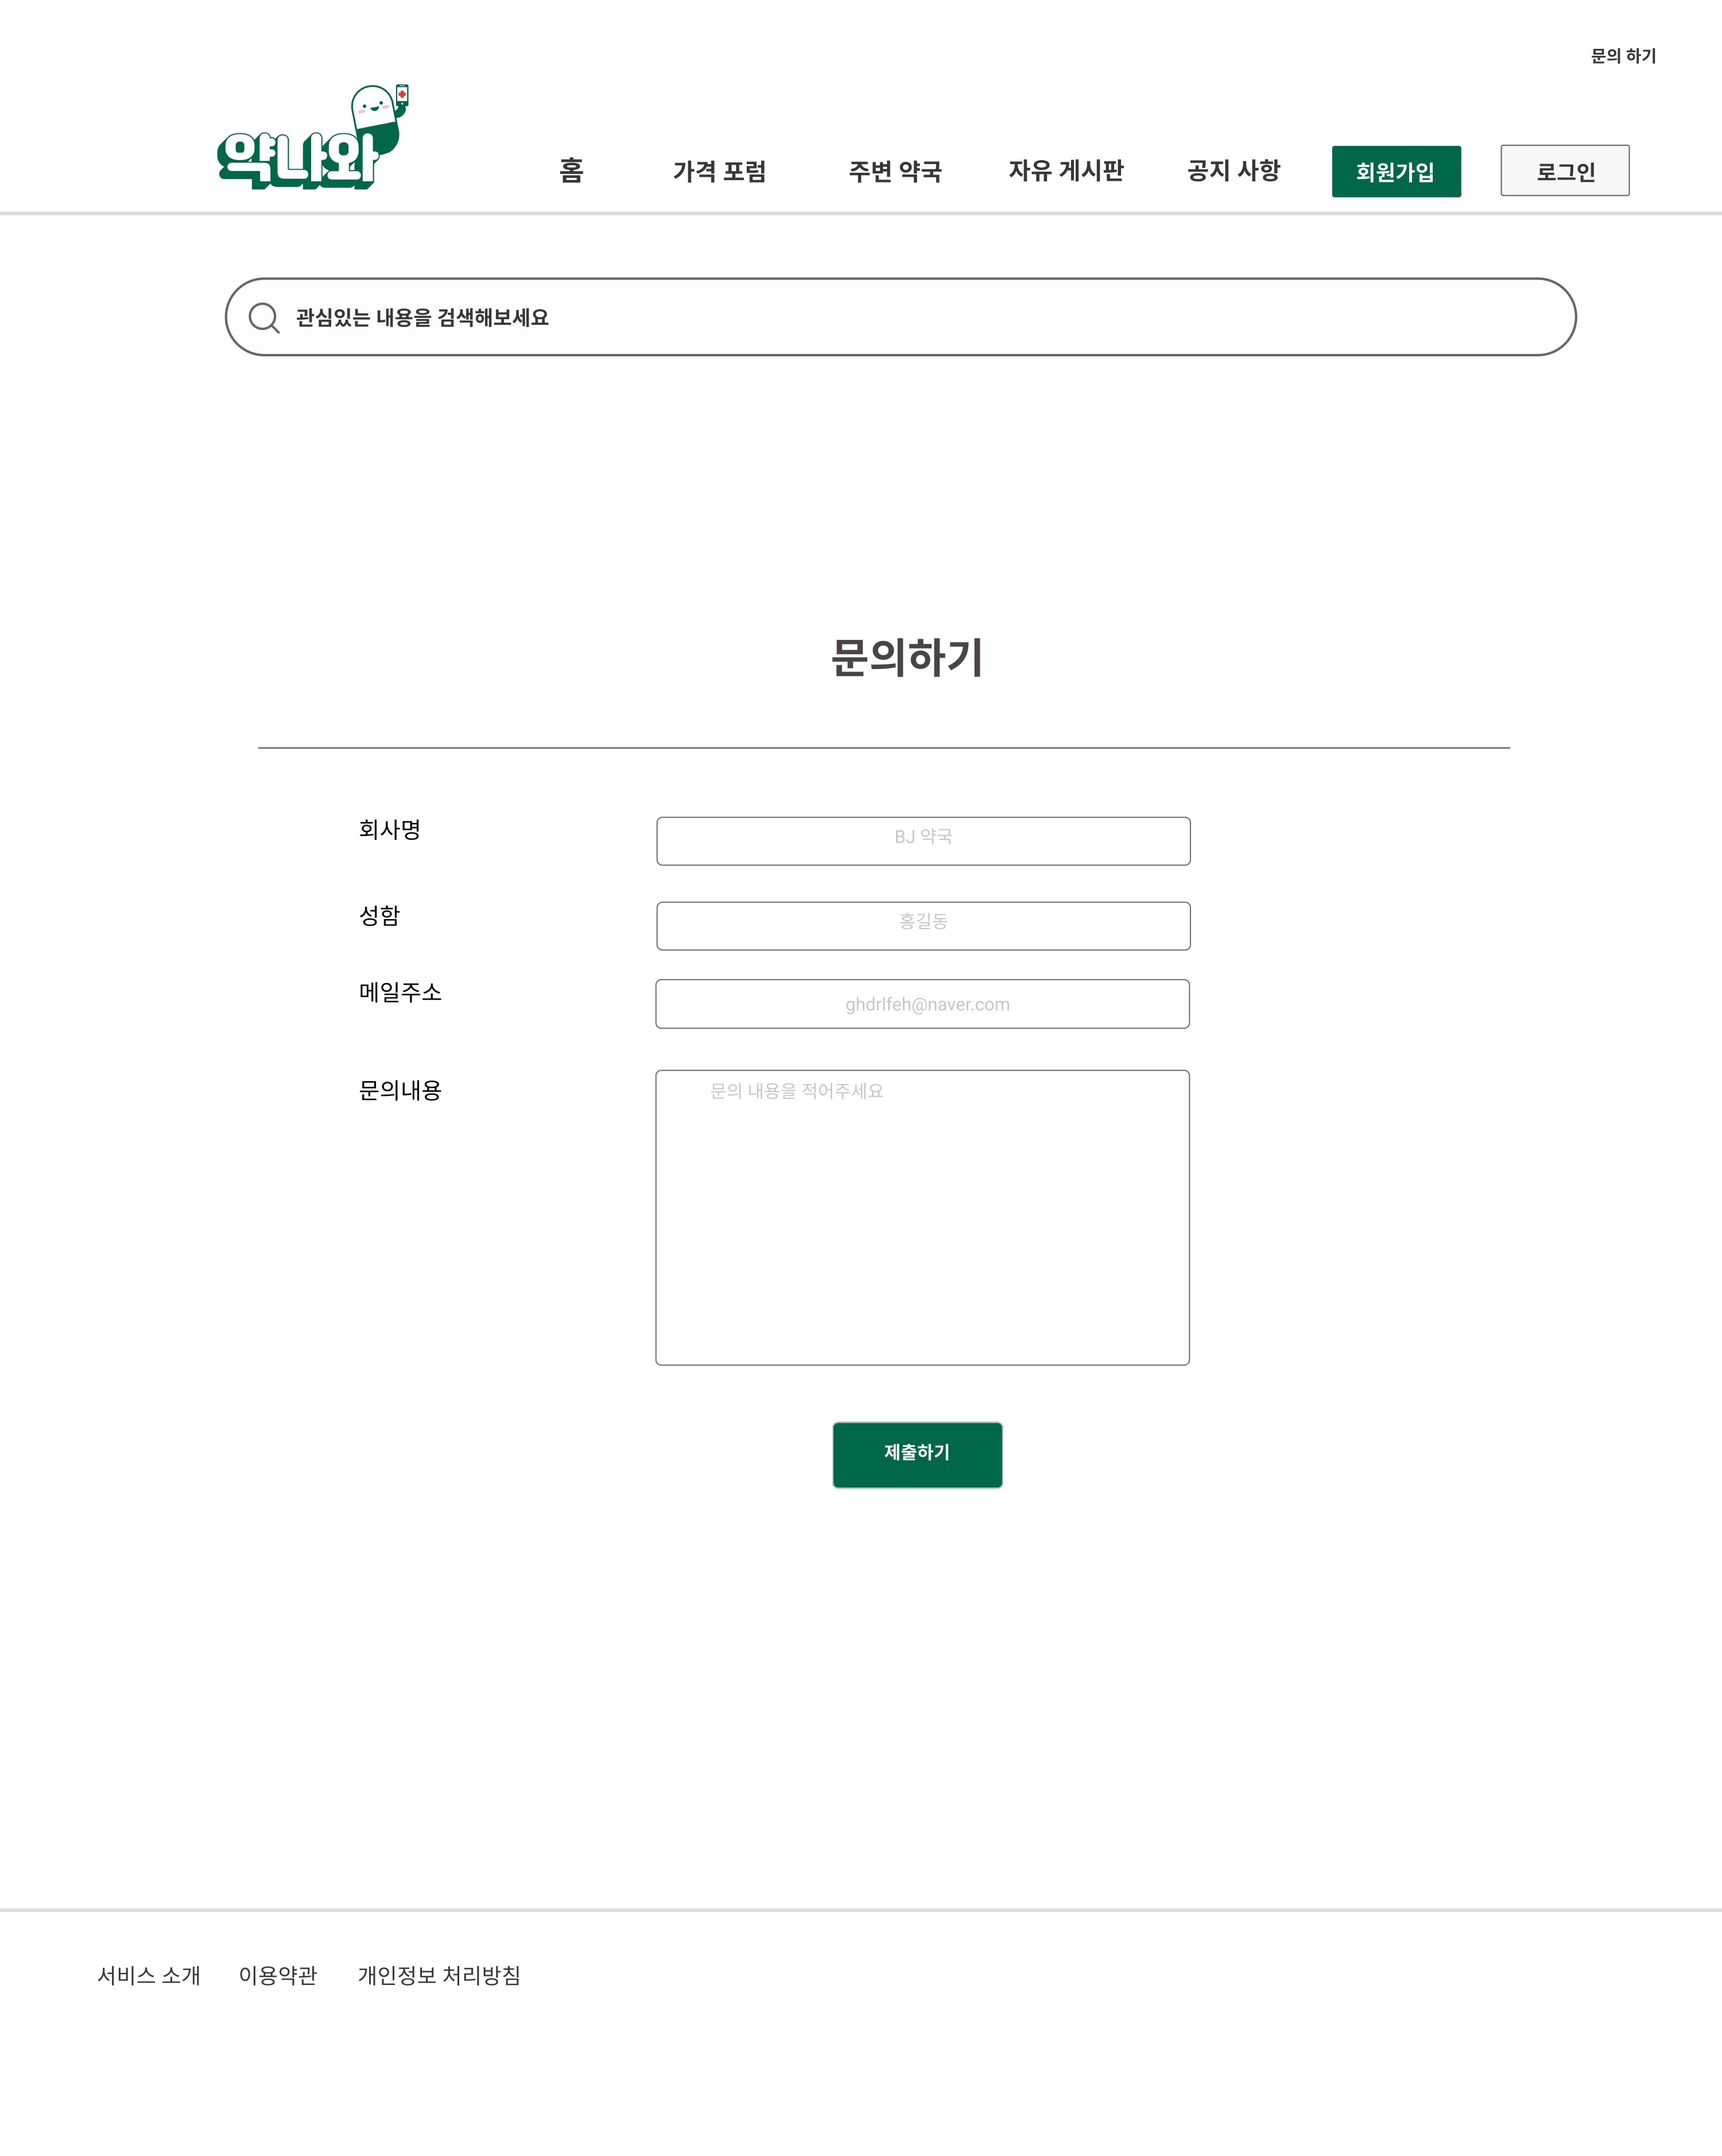 문의 하기
약나와
홈 가격 포럼 주변 약국 자유 게시판 공지 사항 회원가입 로그인
관심있는 내용을 검색해보세요
문의하기
회사명 BJ 약국
성함 홍길동
메일주소 ghdrlfeh@naver.com
문의내용 문의 내용을 적어주세요
제출하기
서비스 소개 이용약관 개인정보 처리방침